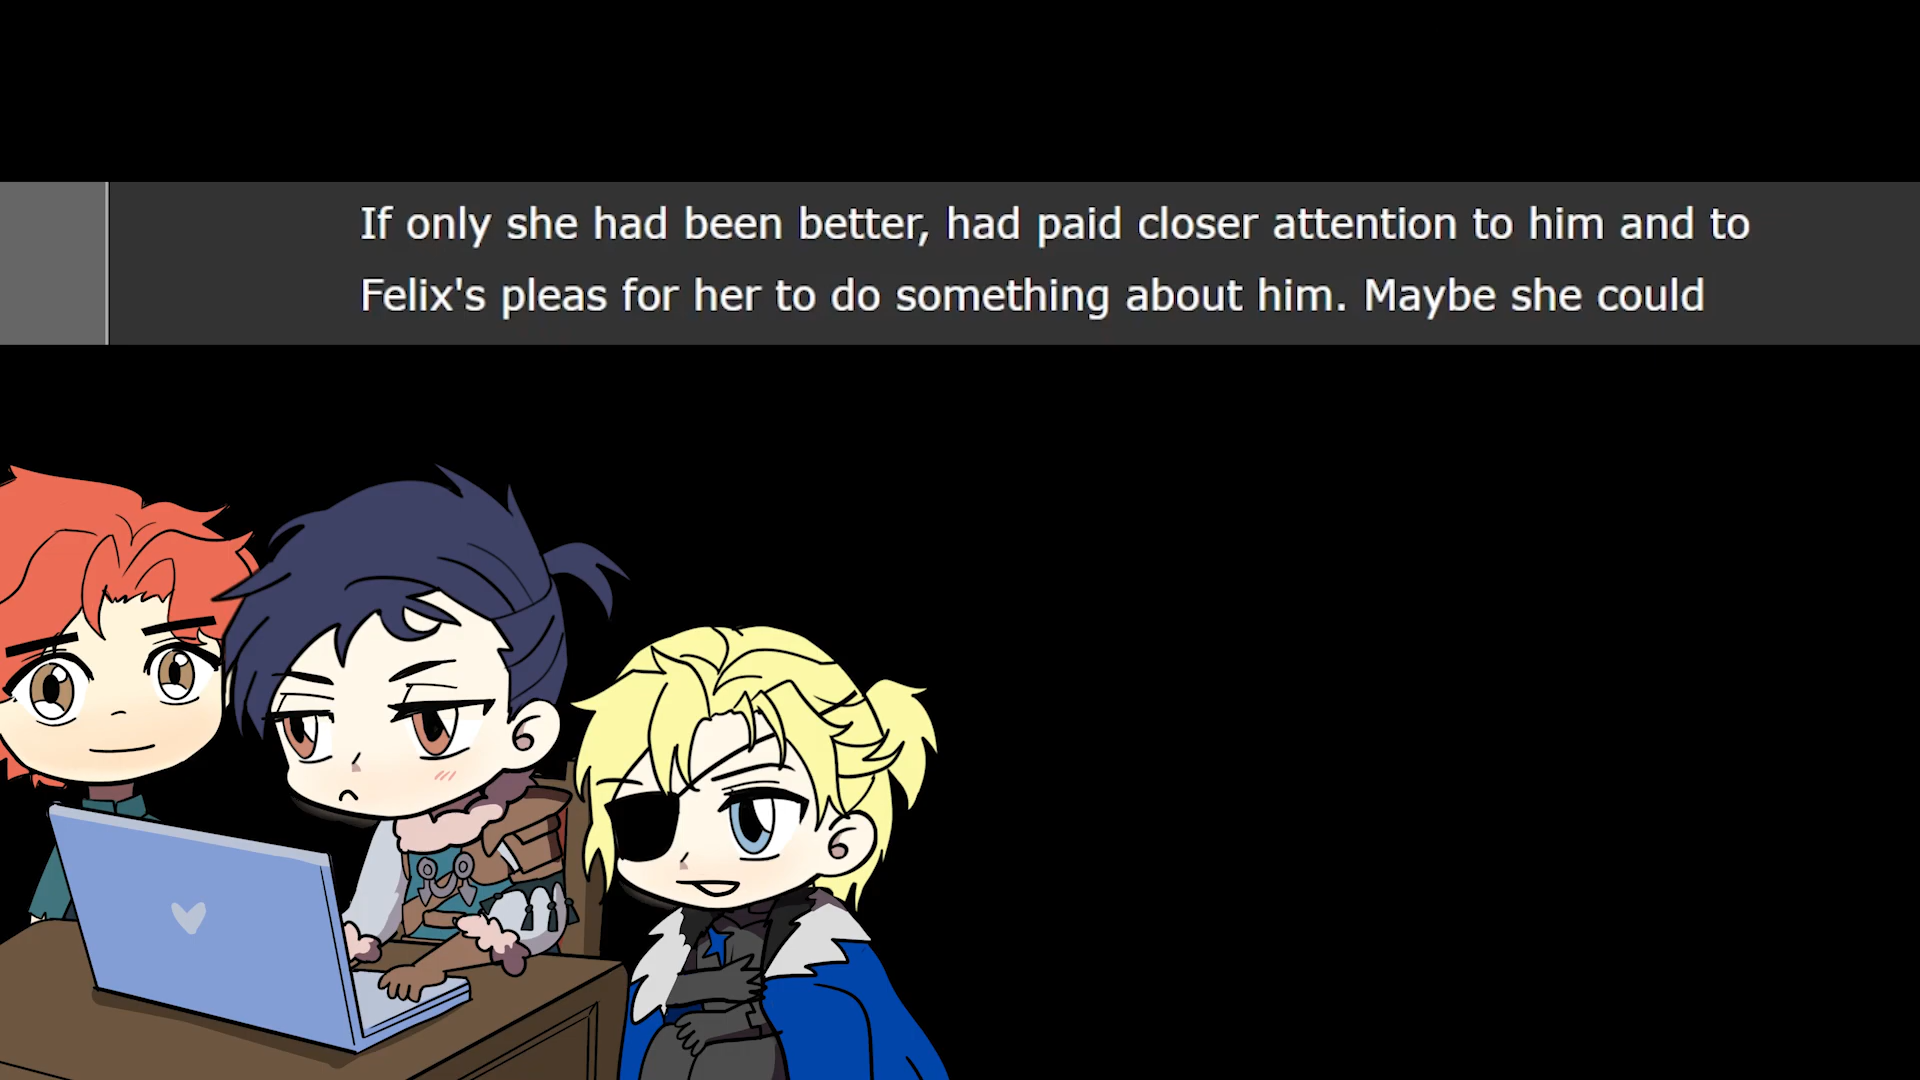 If only she had been better, had paid closer attention to him and to
Felix's pleas for her to do something about him. Maybe she could